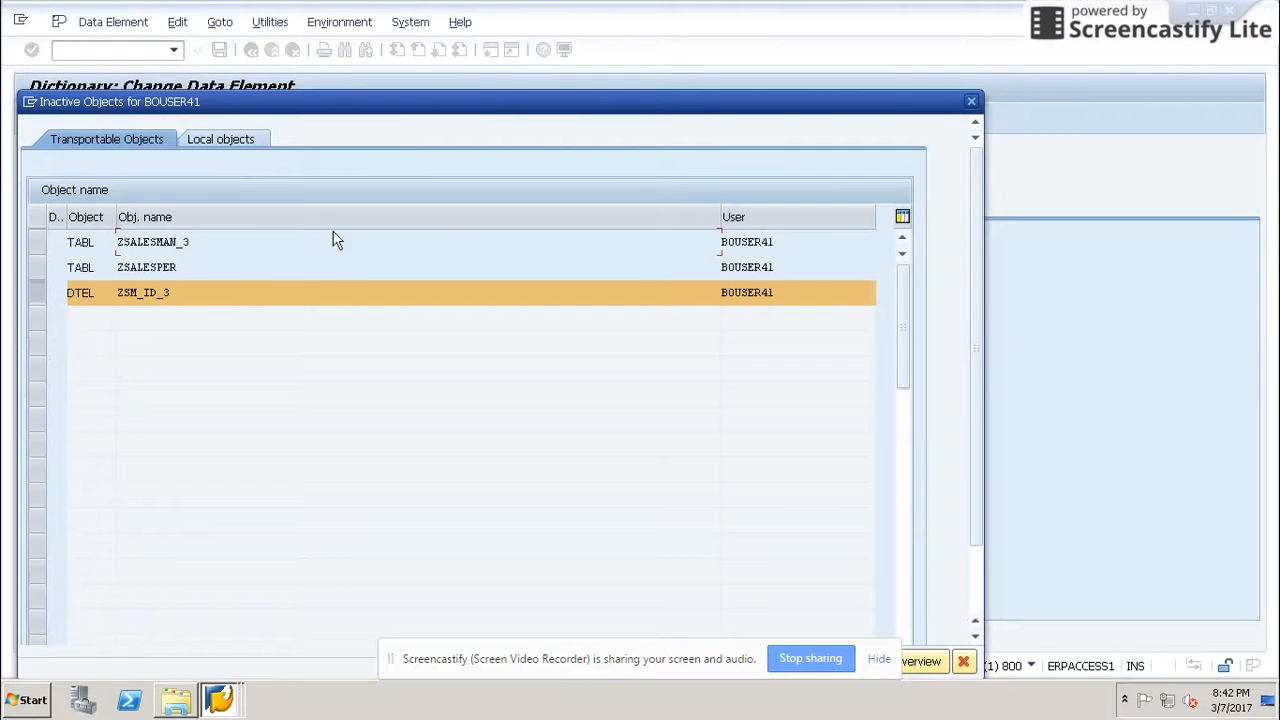 powered by
Screencastify Lite
Data Element Edit Goto Utilities Environment System Help
Dictionary: Change Data Element
Inactive Objects for BOUSER41
Transportable Objects Local objects
Object name
D.. Object Obj. name User
TABL ZSALESMAN_3 BOUSER41
TABL ZSALESPER BOUSER41
DTEL ZSM_ID_3 BOUSER41
Screencastify (Screen Video Recorder) is sharing your screen and audio. Stop sharing Hide
verview (1) 800 ERPACCESS1 INS
Start 8:42 PM
3/7/2017